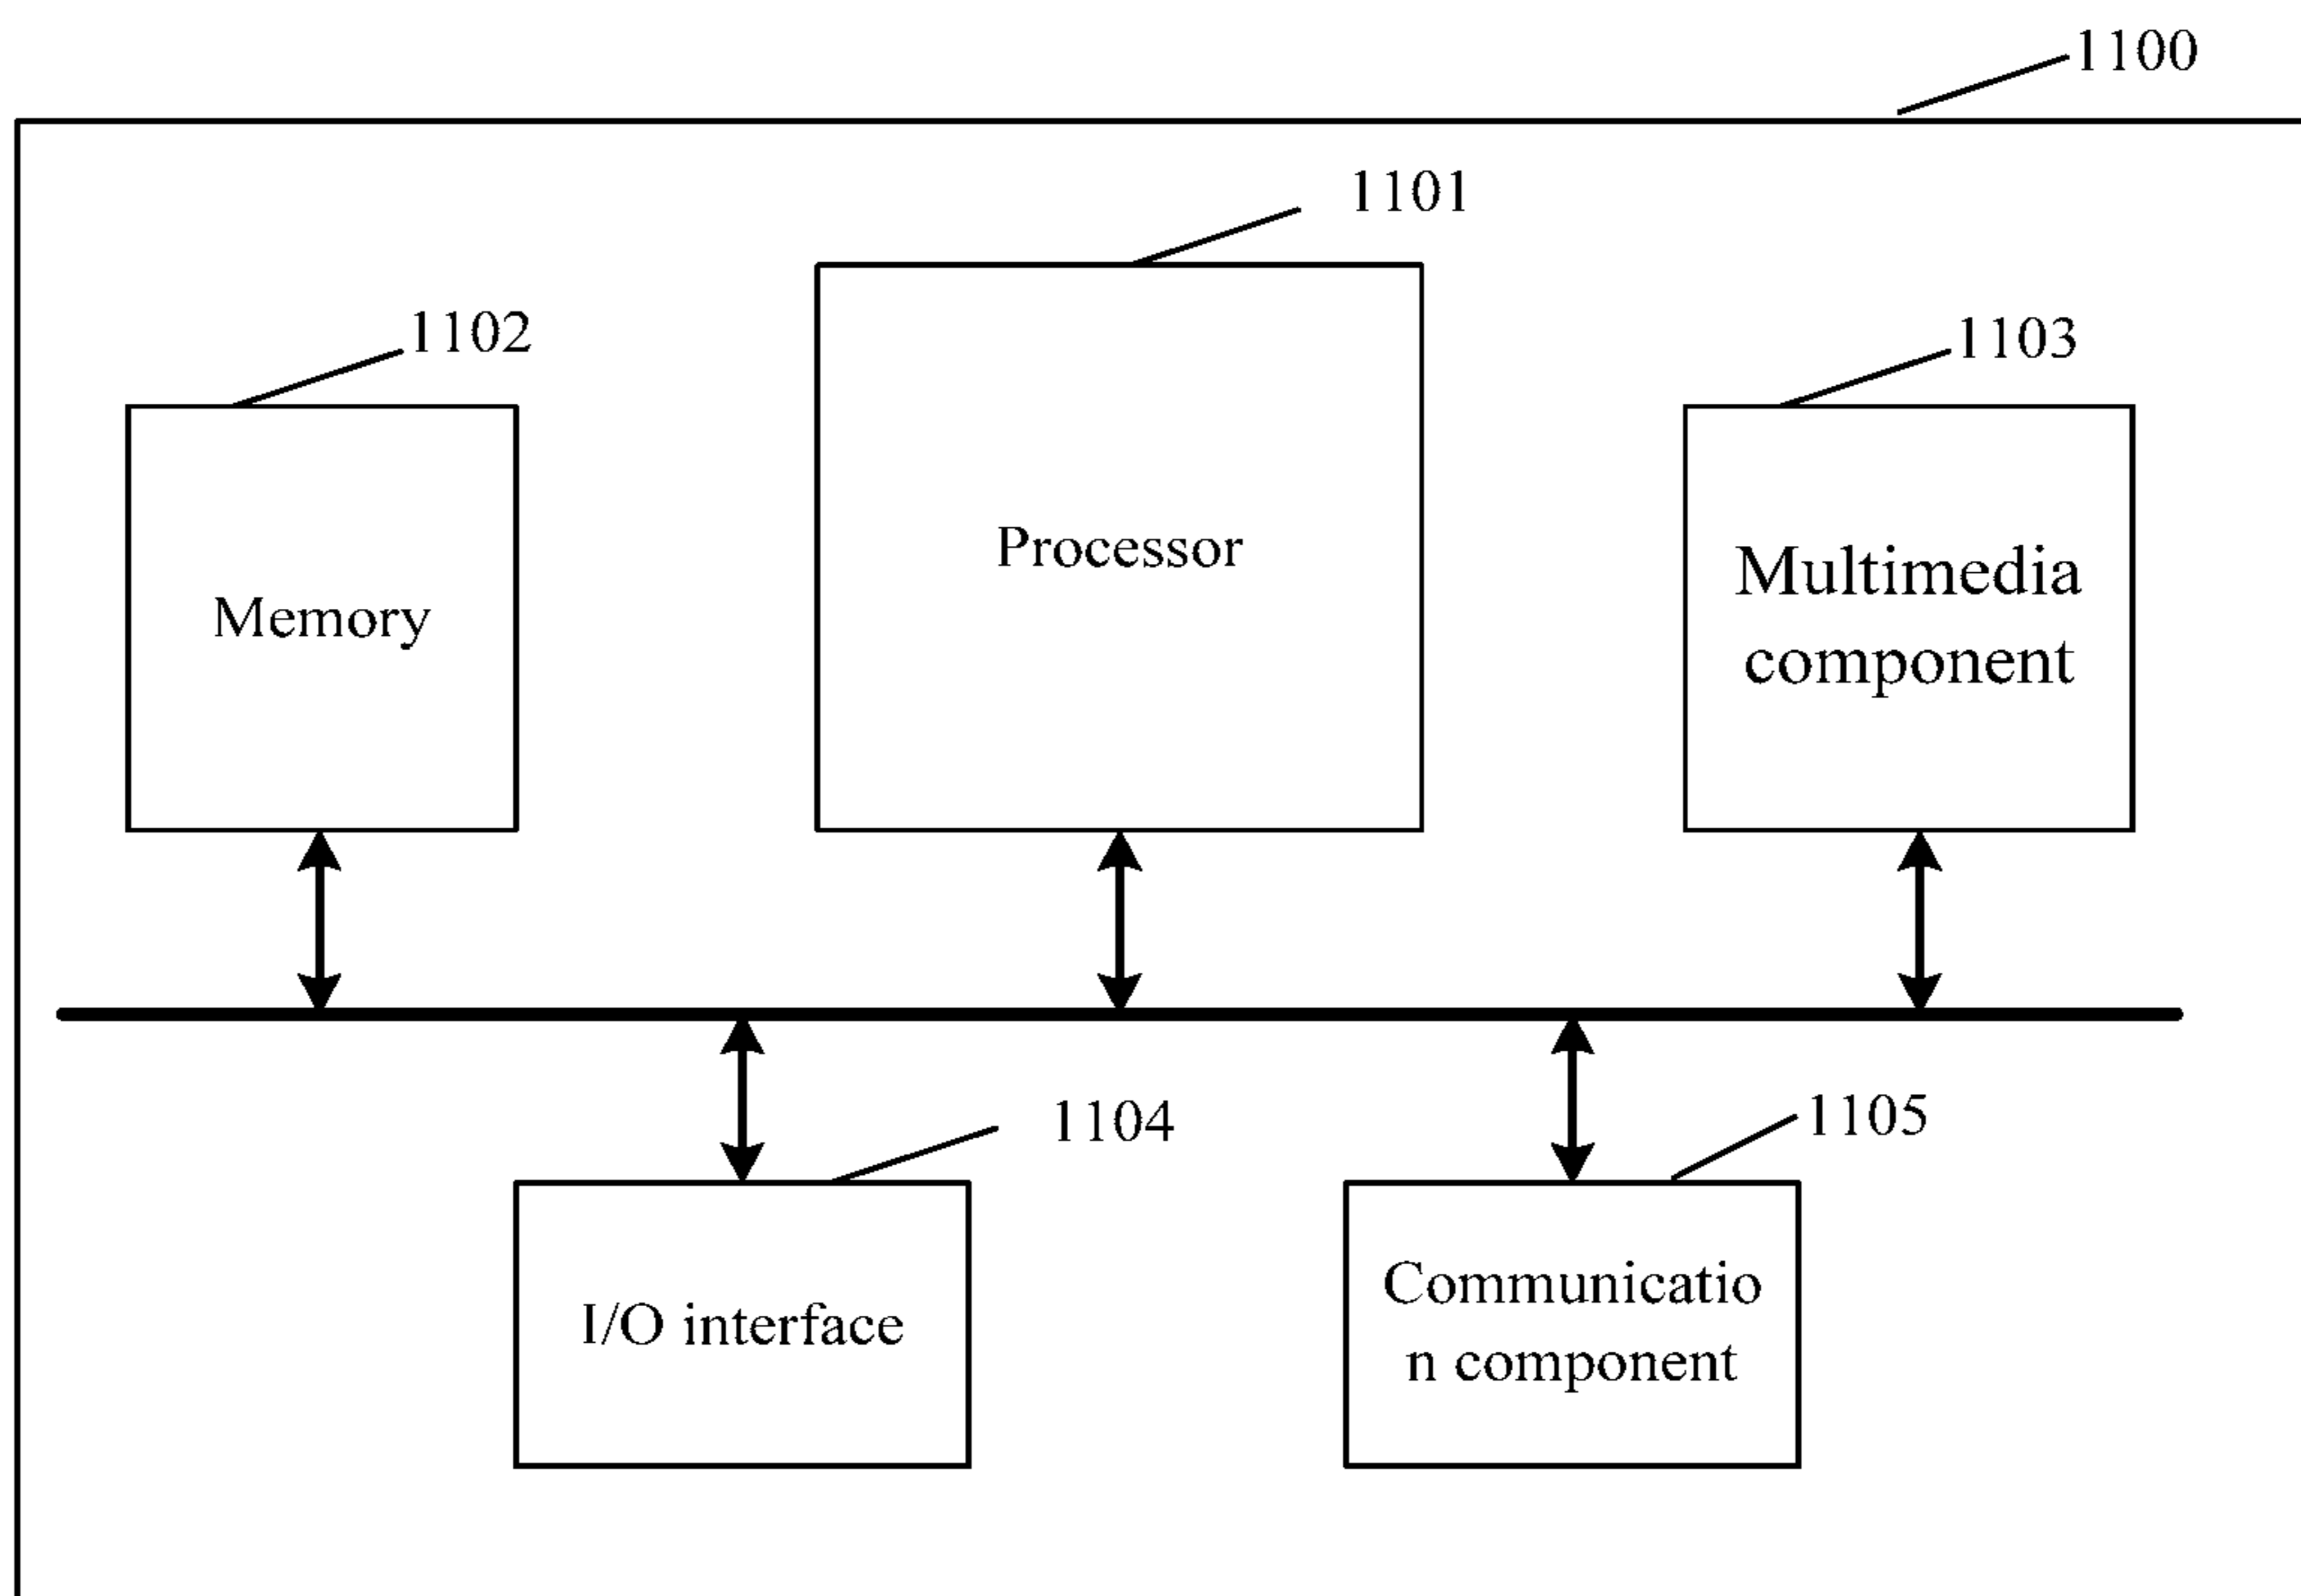 1100
1101
1102
1103
Processor
Multimedia
component
Memory
1104
1105
I/O interface
Communicatio
n component